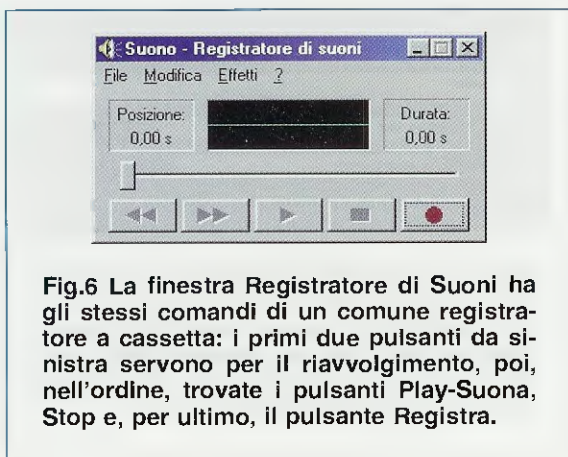 Suono - Registratore di suoni
File Modifica Effetti ?
Posizione: Durata:
0,00 s 0,00 s
Fig.6 La finestra Registratore di Suoni ha
gli stessi comandi di un comune registra-
tore a cassetta: i primi due pulsanti da si-
nistra servono per il riavvolgimento, poi,
nell'ordine, trovate i pulsanti Play-Suona,
Stop e, per ultimo, il pulsante Registra.